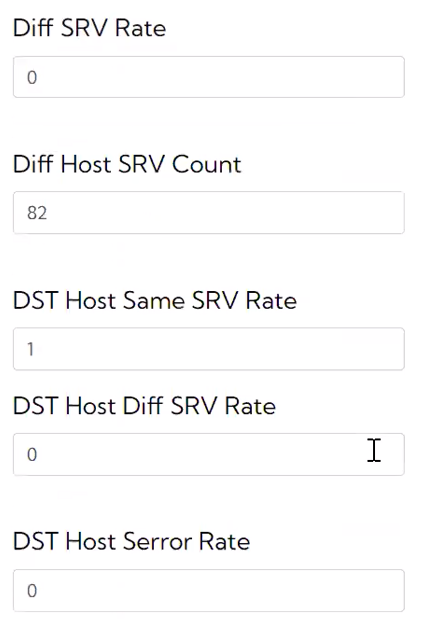 Diff SRV Rate
0
Diff Host SRV Count
82
DST Host Same SRV Rate
1
DST Host Diff SRV Rate
0
DST Host Serror Rate
0